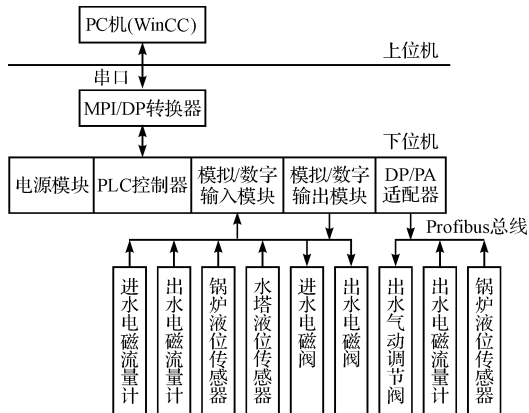 PC机(WinCC)
上位机
串口
MPI/DP转换器
下位机
电源模块
PLC控制器
模拟/数字
输入模块
模拟/数字
输出模块
DP/PA
适配器
Profibus总线
进水电磁流量计
出水电磁流量计
锅炉液位传感器
水塔液位传感器
进水电磁阀
出水电磁阀
出水气动调节阀
出水电磁流量计
锅炉液位传感器